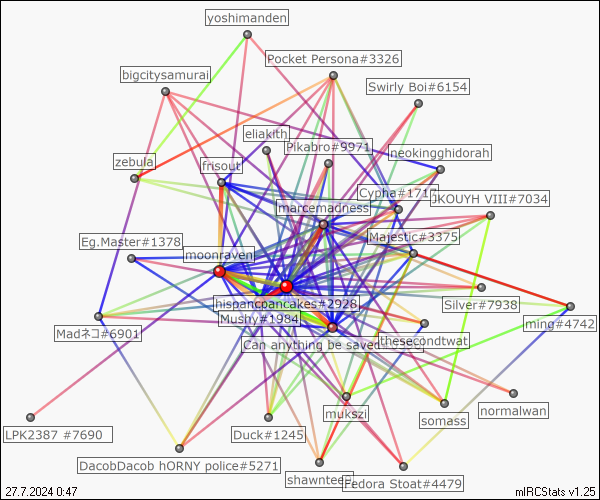 yoshimanden
Pocket Persona#3326
bigcitysamurai
Swirly Boi#6154
eliakith
Pikabro#9971
neokingghidorah
zebula
frisout
Cypha#171
JKOUYH VIII#7034
marcemadness
Majestic#3375
Eg.Master#1378
moonraven
Silver#7938
hispancpancakes#2928
Mushy#1984
ming#4742
Madネコ#6901
Can anything be saved
thesecondtwat
mukszi
normalwan
somass
LPK2387 #7690
Duck#1245
DacobDacob hORNY police#5271
shawnteep
Fedora Stoat#4479
27.7.2024 0:47
mIRCStats v1.25